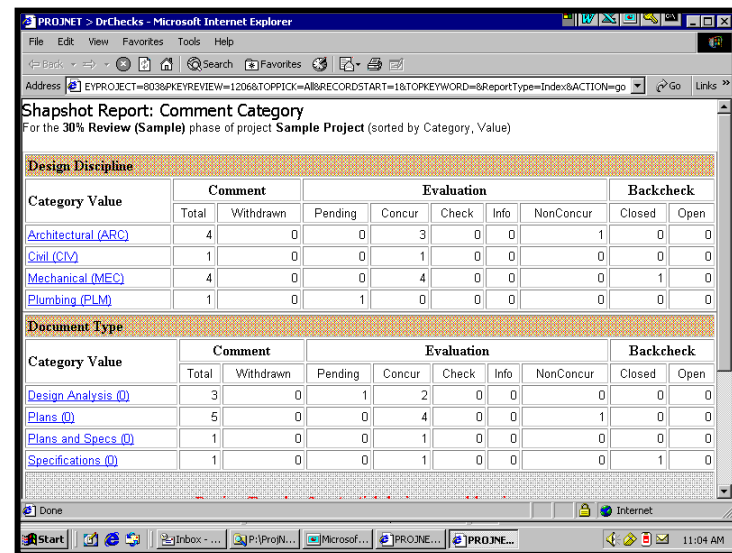 PROJNET > DrChecks - Microsoft Internet Explorer
File Edit View Favorites Tools Help
Back Search Favorites
Address EYPROJECT=803&PKEYREVIEW=1206&TOPPICK=All&RECORDSTART=1&TOPKEYWORD=&ReportType=Index&ACTION=go Go Links »
Shapshot Report: Comment Category
For the 30% Review (Sample) phase of project Sample Project (sorted by Category, Value)
Design Discipline
Category Value Comment Evaluation Backcheck
Total Withdrawn Pending Concur Check Info NonConcur Closed Open
Architectural (ARC) 4 0 0 3 0 0 1 0 0
Civil (CIV) 1 0 0 1 0 0 0 0 0
Mechanical (MEC) 4 0 0 4 0 0 0 1 0
Plumbing (PLM) 1 0 1 0 0 0 0 0 0
Document Type
Category Value Comment Evaluation Backcheck
Total Withdrawn Pending Concur Check Info NonConcur Closed Open
Design Analysis (0) 3 0 1 2 0 0 0 0 0
Plans (0) 5 0 0 4 0 0 1 0 0
Plans and Specs (0) 1 0 0 1 0 0 0 0 0
Specifications (0) 1 0 0 1 0 0 0 1 0
Done Internet
Start Inbox - ... P:\ProjN... Microsof... PROJNE... PROJNE... 11:04 AM